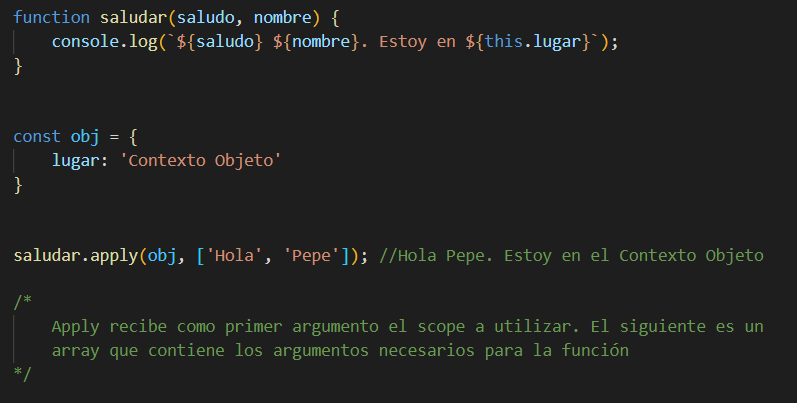 function saludar(saludo, nombre) {
    console.log(`${saludo} ${nombre}. Estoy en ${this.lugar}`);
}
const obj = {
    lugar: 'Contexto Objeto'
}
saludar.apply(obj, ['Hola', 'Pepe']); //Hola Pepe. Estoy en el Contexto Objeto
/*
    Apply recibe como primer argumento el scope a utilizar. El siguiente es un
    array que contiene los argumentos necesarios para la función
*/